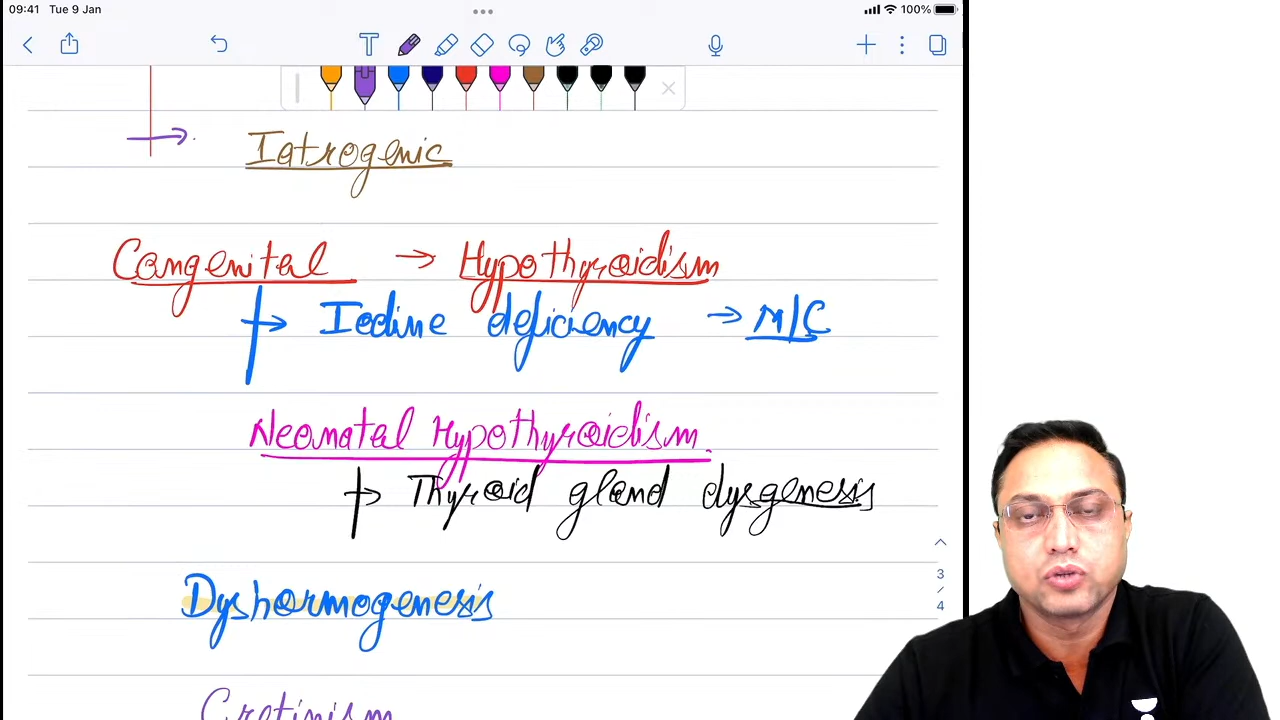 09:41 Tue 9 Jan
100%
T
Iatrogenic
Congenital → Hypothyroidism
→ Iodine deficiency → M/C
Neonatal Hypothyroidism.
→ Thyroid gland dysgenesis
3
/
4
Dyshormogenesis
Cretinism